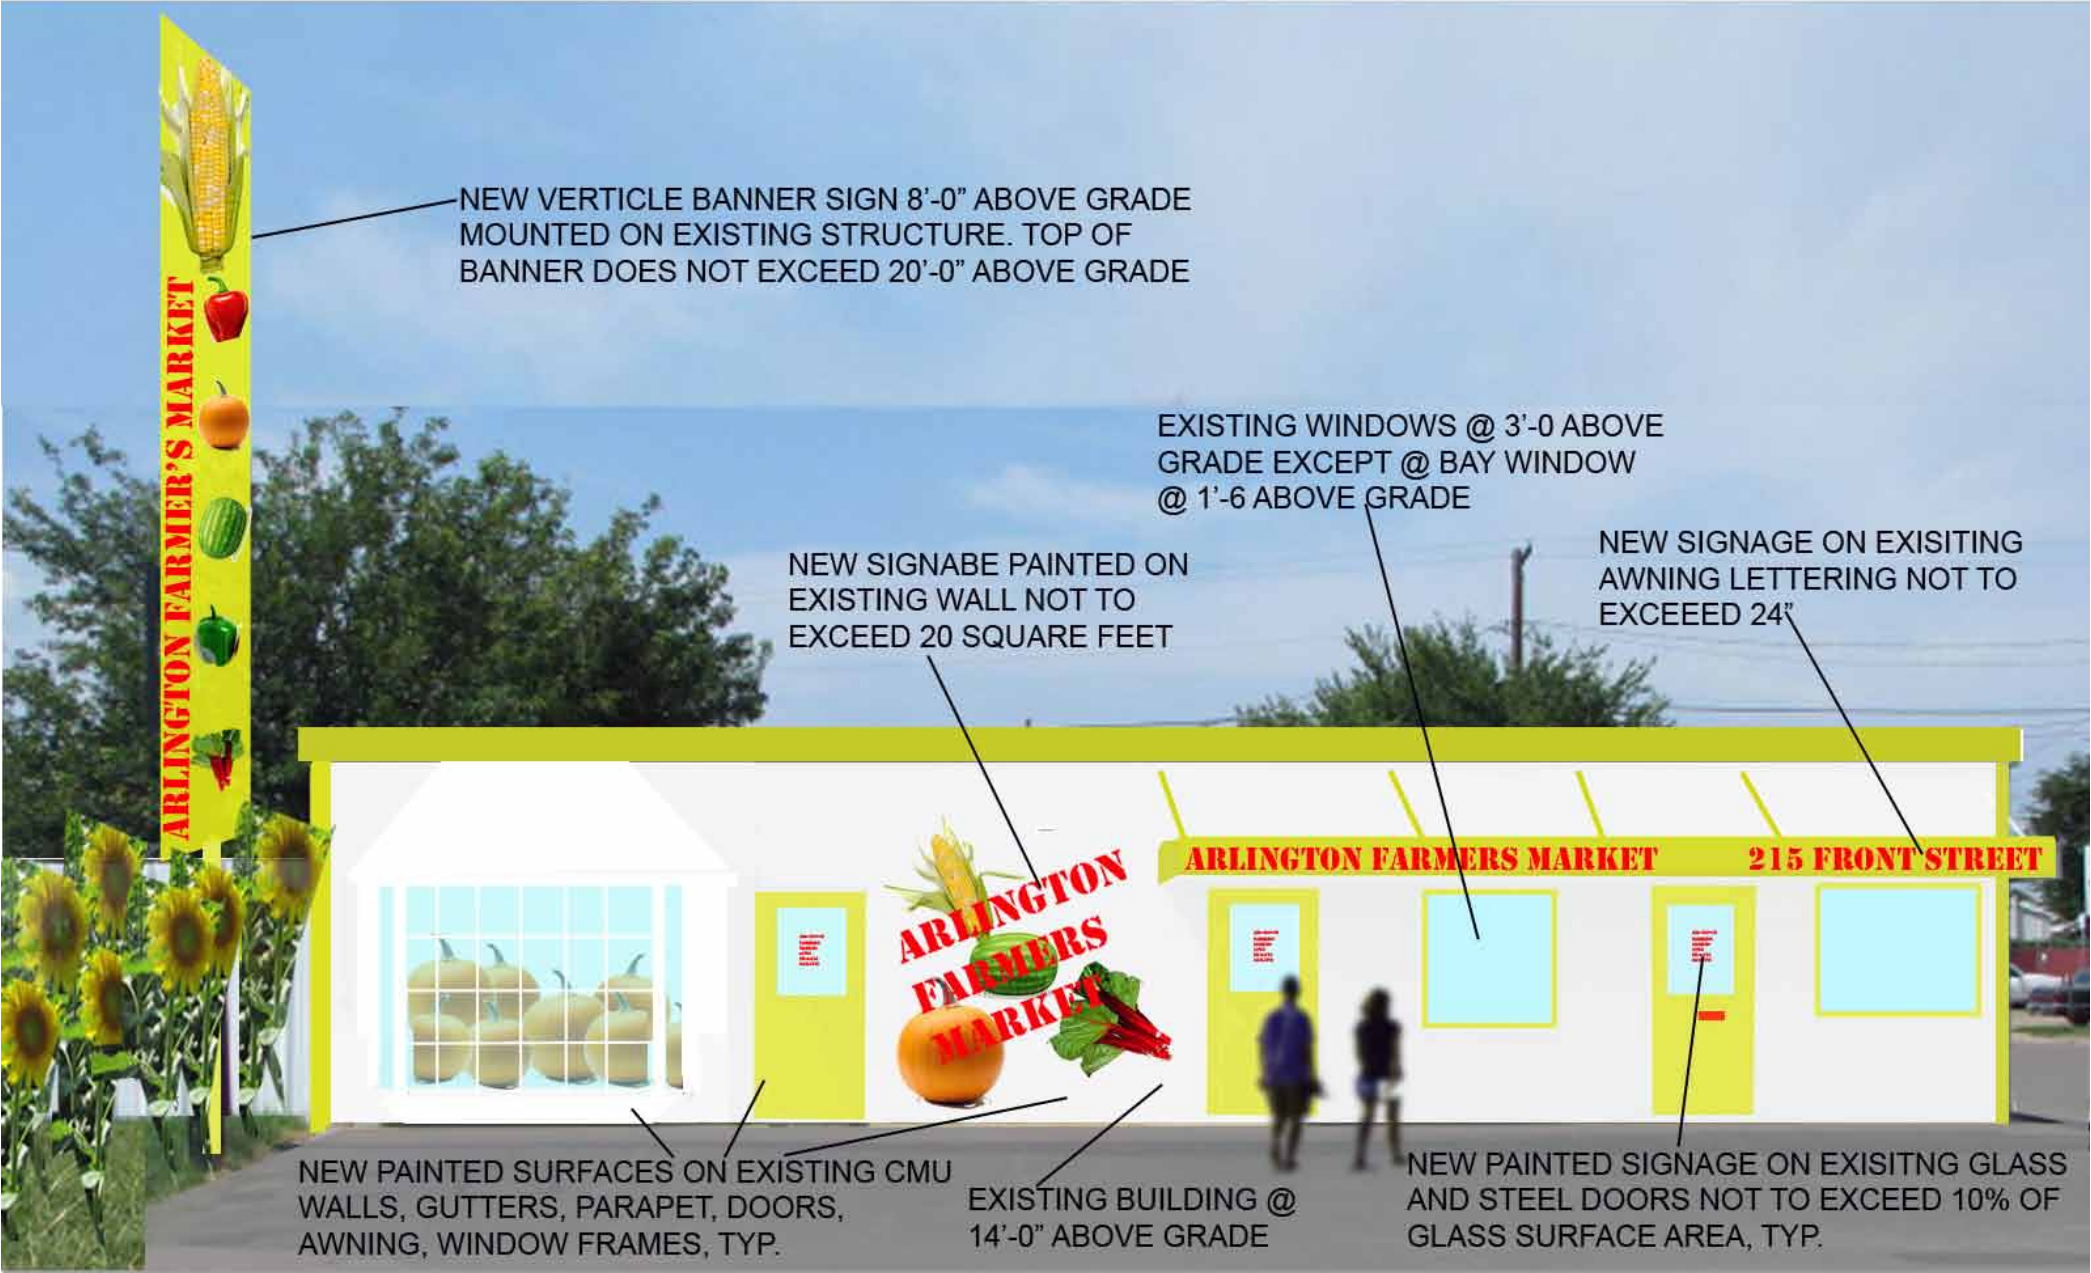 NEW VERTICLE BANNER SIGN 8'-0" ABOVE GRADE
MOUNTED ON EXISTING STRUCTURE. TOP OF
BANNER DOES NOT EXCEED 20'-0" ABOVE GRADE
ARLINGTON FARMER'S MARKET
EXISTING WINDOWS @ 3'-0 ABOVE
GRADE EXCEPT @ BAY WINDOW
@ 1'-6 ABOVE GRADE
NEW SIGNABE PAINTED ON
EXISTING WALL NOT TO
EXCEED 20 SQUARE FEET
NEW SIGNAGE ON EXISITING
AWNING LETTERING NOT TO
EXCEEED 24"
ARLINGTON FARMERS MARKET
215 FRONT STREET
ARLINGTON
FARMERS
MARKET
NEW PAINTED SURFACES ON EXISTING CMU
WALLS, GUTTERS, PARAPET, DOORS,
AWNING, WINDOW FRAMES, TYP.
EXISTING BUILDING @
14'-0" ABOVE GRADE
NEW PAINTED SIGNAGE ON EXISITNG GLASS
AND STEEL DOORS NOT TO EXCEED 10% OF
GLASS SURFACE AREA, TYP.